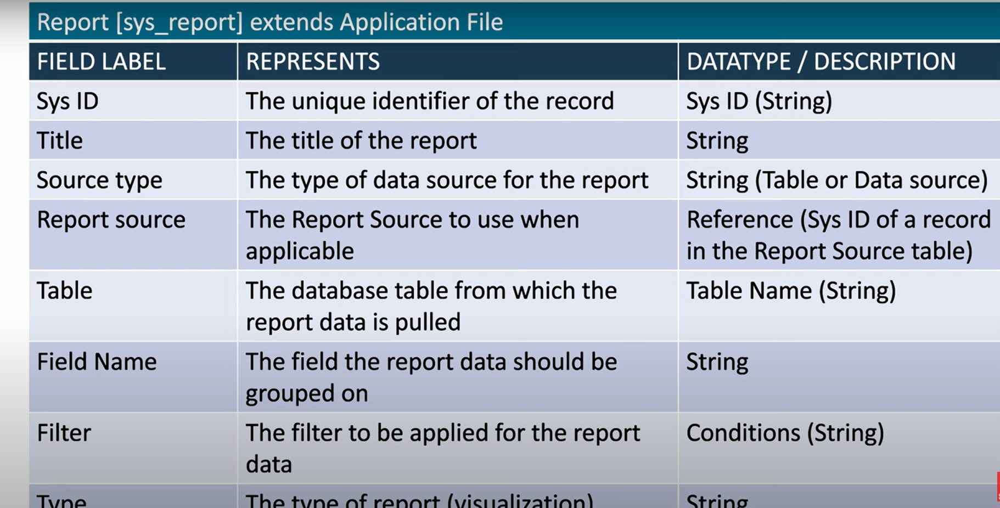 Report [sys_report] extends Application File
FIELD LABEL REPRESENTS DATATYPE / DESCRIPTION
Sys ID The unique identifier of the record Sys ID (String)
Title The title of the report String
Source type The type of data source for the report String (Table or Data source)
Report source The Report Source to use when Reference (Sys ID of a record
applicable in the Report Source table)
Table The database table from which the Table Name (String)
report data is pulled
Field Name The field the report data should be String
grouped on
Filter The filter to be applied for the report Conditions (String)
data
Type The type of report (visualization) String